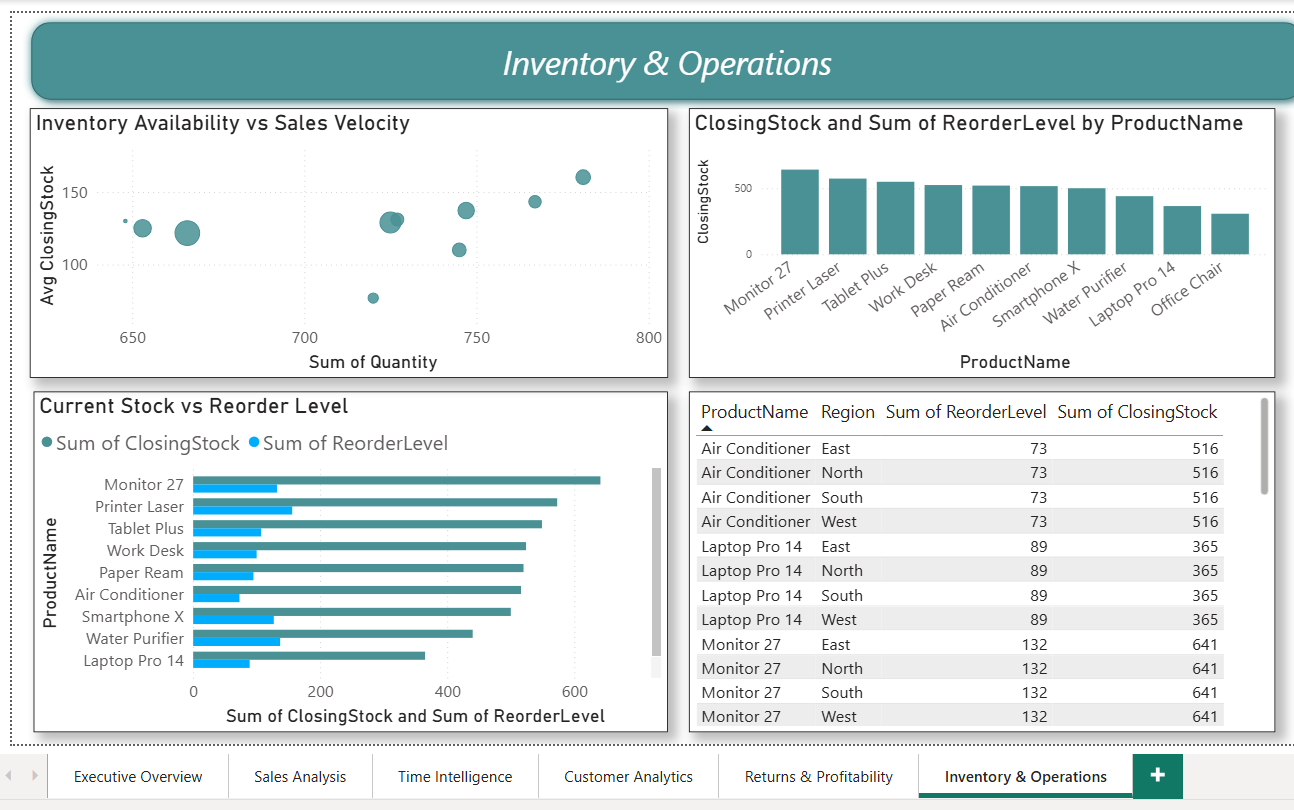 Inventory & Operations
Inventory Availability vs Sales Velocity
Avg ClosingStock
150
100
650 700 750 800
Sum of Quantity
ClosingStock and Sum of ReorderLevel by ProductName
ClosingStock
500
0
Monitor 27
Printer Laser
Tablet Plus
Work Desk
Paper Ream
Air Conditioner
Smartphone X
Water Purifier
Laptop Pro 14
Office Chair
ProductName
Current Stock vs Reorder Level
Sum of ClosingStock Sum of ReorderLevel
ProductName
Monitor 27
Printer Laser
Tablet Plus
Work Desk
Paper Ream
Air Conditioner
Smartphone X
Water Purifier
Laptop Pro 14
0 200 400 600
Sum of ClosingStock and Sum of ReorderLevel
ProductName Region Sum of ReorderLevel Sum of ClosingStock
Air Conditioner East 73 516
Air Conditioner North 73 516
Air Conditioner South 73 516
Air Conditioner West 73 516
Laptop Pro 14 East 89 365
Laptop Pro 14 North 89 365
Laptop Pro 14 South 89 365
Laptop Pro 14 West 89 365
Monitor 27 East 132 641
Monitor 27 North 132 641
Monitor 27 South 132 641
Monitor 27 West 132 641
Executive Overview Sales Analysis Time Intelligence Customer Analytics Returns & Profitability Inventory & Operations +